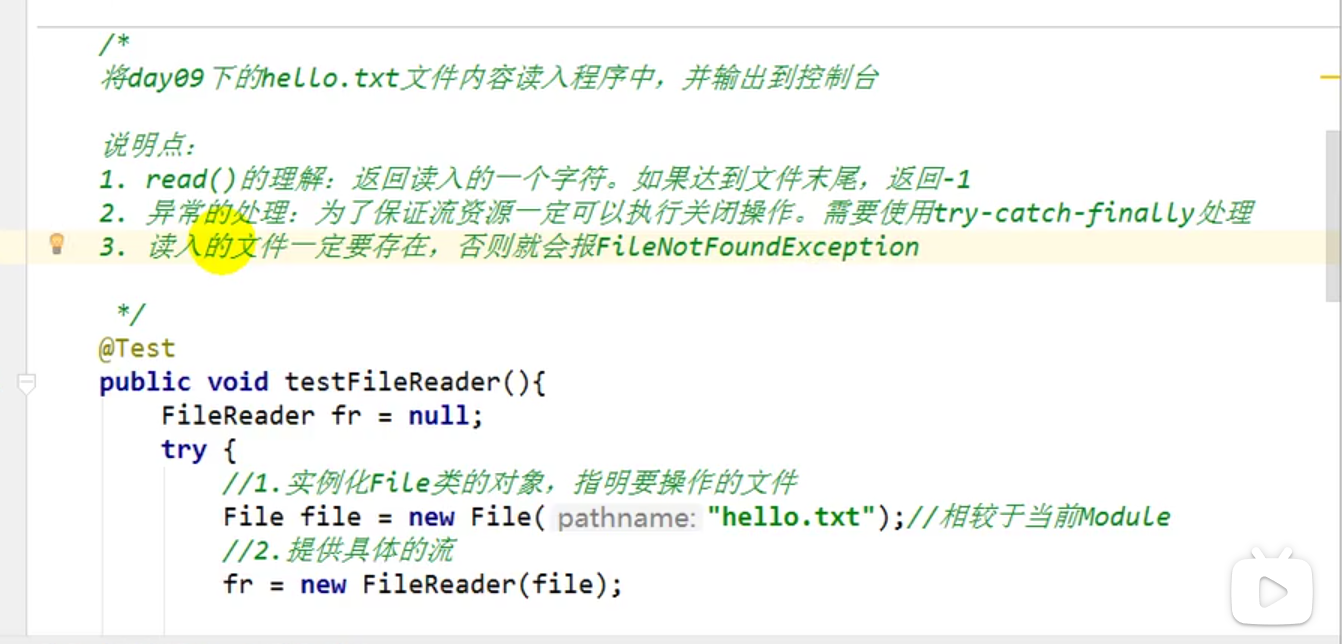 /*
将day09下的hello.txt文件内容读入程序中，并输出到控制台
说明点：
1. read()的理解：返回读入的一个字符。如果达到文件末尾，返回-1
2. 异常的处理：为了保证流资源一定可以执行关闭操作。需要使用try-catch-finally处理
3. 读入的文件一定要存在，否则就会报FileNotFoundException
*/
@Test
public void testFileReader(){
FileReader fr = null;
try {
//1.实例化File类的对象，指明要操作的文件
File file = new File( pathname: "hello.txt");//相较于当前Module
//2.提供具体的流
fr = new FileReader(file);